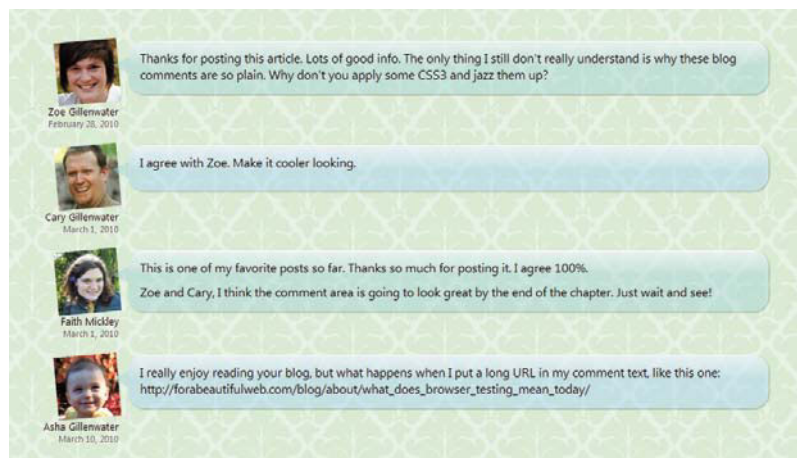 Thanks for posting this article. Lots of good info. The only thing I still don't really understand is why these blog
comments are so plain. Why don't you apply some CSS3 and jazz them up?
Zoe Gillenwater
February 28, 2010
I agree with Zoe. Make it cooler looking.
Cary Gillenwater
March 1, 2010
This is one of my favorite posts so far. Thanks so much for posting it. I agree 100%.
Zoe and Cary, I think the comment area is going to look great by the end of the chapter. Just wait and see!
Faith Mickley
March 1, 2010
I really enjoy reading your blog, but what happens when I put a long URL in my comment text, like this one:
http://forabeautifulweb.com/blog/about/what_does_browser_testing_mean_today/
Asha Gillenwater
March 10, 2010